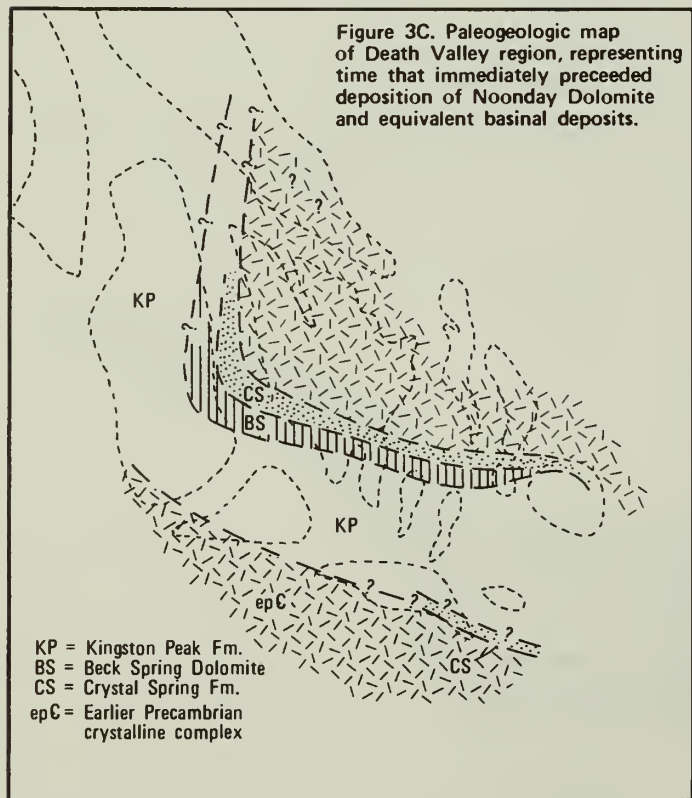 Figure 3C. Paleogeologic map
of Death Valley region, representing
time that immediately preceeded
deposition of Noonday Dolomite
and equivalent basinal deposits.
?
?
?
?
?
?
KP
?
CS
BS
KP
?
?
?
epЄ
?
CS
KP = Kingston Peak Fm.
BS = Beck Spring Dolomite
CS = Crystal Spring Fm.
epЄ = Earlier Precambrian
crystalline complex